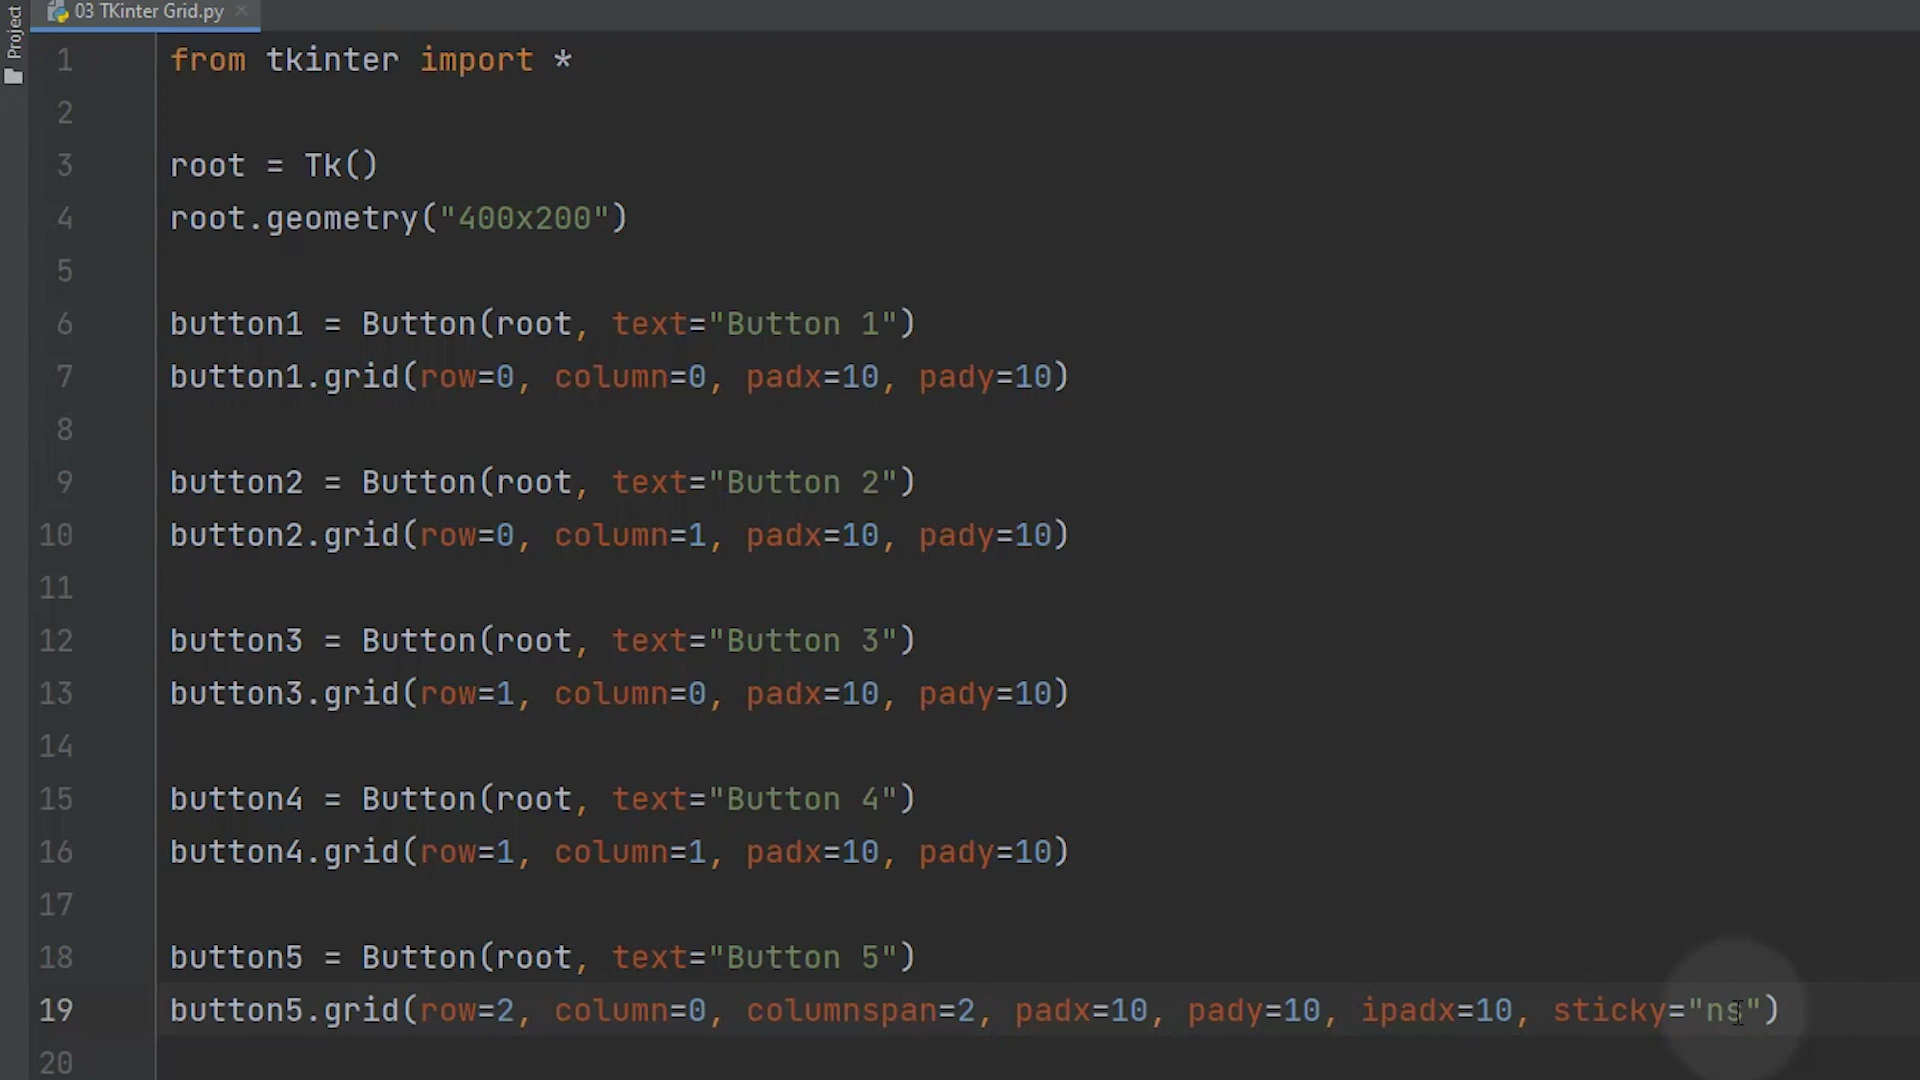 Project
03 TKinter Grid.py
1 from tkinter import *
2
3 root = Tk()
4 root.geometry("400x200")
5
6 button1 = Button(root, text="Button 1")
7 button1.grid(row=0, column=0, padx=10, pady=10)
8
9 button2 = Button(root, text="Button 2")
10 button2.grid(row=0, column=1, padx=10, pady=10)
11
12 button3 = Button(root, text="Button 3")
13 button3.grid(row=1, column=0, padx=10, pady=10)
14
15 button4 = Button(root, text="Button 4")
16 button4.grid(row=1, column=1, padx=10, pady=10)
17
18 button5 = Button(root, text="Button 5")
19 button5.grid(row=2, column=0, columnspan=2, padx=10, pady=10, ipadx=10, sticky="ns")
20